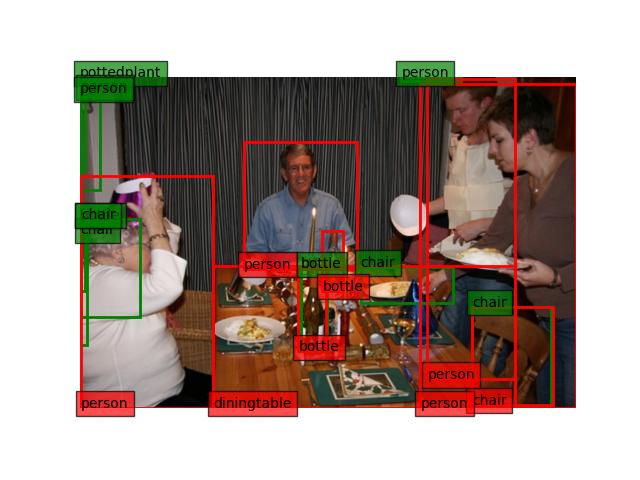 pottedplant
person
person
chair
chair
person
bottle
chair
bottle
chair
bottle
person
person
diningtable
person
chair